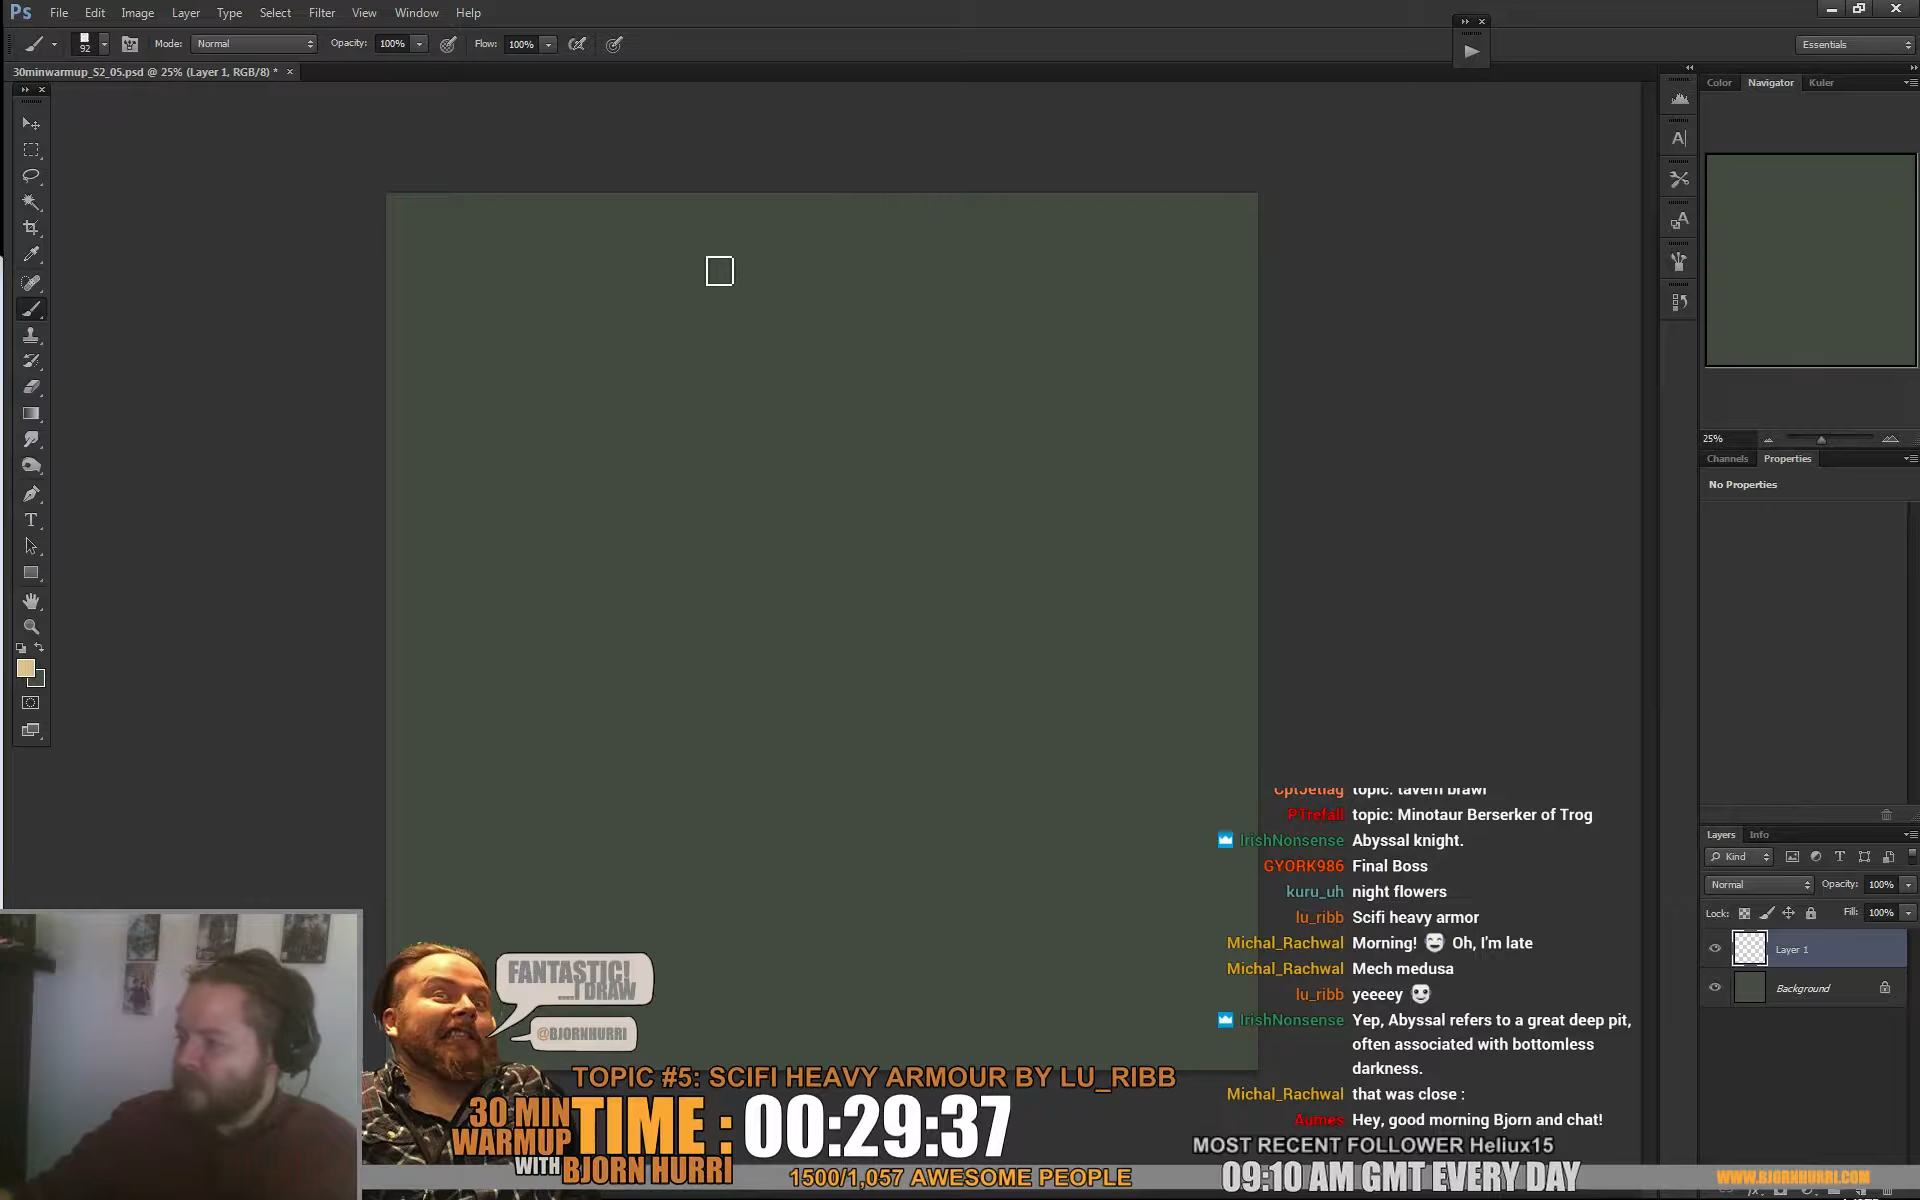 Ps File Edit Image Layer Type Select Filter View Window Help
92 Mode: Normal Opacity: 100% Flow: 100% Essentials
30minwarmup_S2_05.psd @ 25% (Layer 1, RGB/8) * ×
Color Navigator Kuler
25%
Channels Properties
No Properties
Layers Info
Kind
Normal Opacity: 100%
Lock: Fill: 100%
Layer 1
Background
CptJetlag topic: tavern brawl
PTrefall topic: Minotaur Berserker of Trog
IrishNonsense Abyssal knight.
GYORK986 Final Boss
kuru_uh night flowers
lu_ribb Scifi heavy armor
Michal_Rachwal Morning! Oh, I'm late
Michal_Rachwal Mech medusa
lu_ribb yeeeey
IrishNonsense Yep, Abyssal refers to a great deep pit,
often associated with bottomless
darkness.
Michal_Rachwal that was close :
Aumes Hey, good morning Bjorn and chat!
FANTASTIC!
....I DRAW
@BJORNHURRI
TOPIC #5: SCIFI HEAVY ARMOUR BY LU_RIBB
30 MIN
WARMUP
WITH BJORN HURRI
TIME : 00:29:37
1500/1,057 AWESOME PEOPLE
MOST RECENT FOLLOWER Heliux15
09:10 AM GMT EVERY DAY
WWW.BJORNHURRI.COM